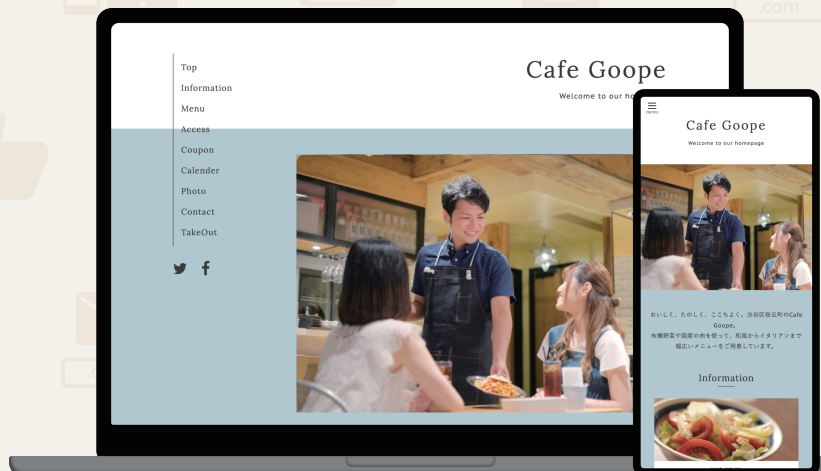 .com
Top
Information
Menu
Access
Coupon
Calender
Photo
Contact
TakeOut
Cafe Goope
Welcome to our ho
menu
Cafe Goope
Welcome to our homepage
おいしく、たのしく、ここちよく。渋谷区桜丘町のCafe
Goope。
有機野菜や国産の肉を使って、和風からイタリアンまで
幅広いメニューをご用意しています。
Information